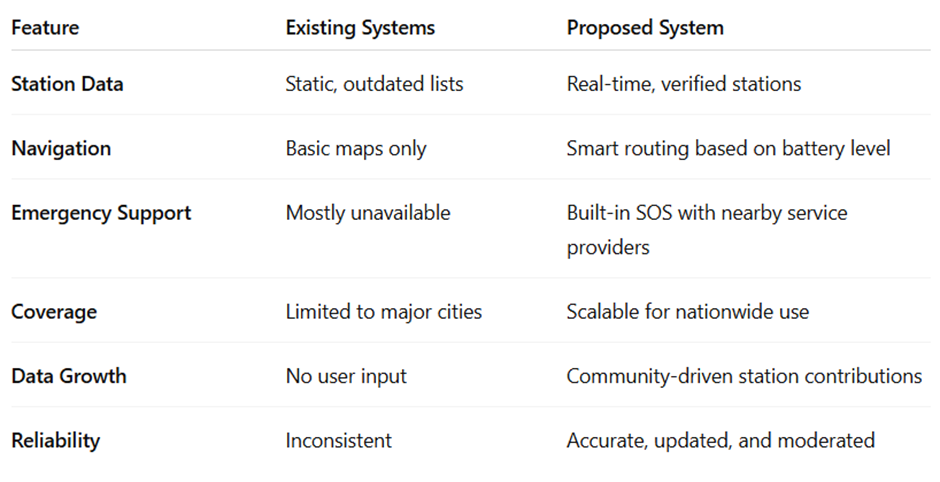 Feature Existing Systems Proposed System
Station Data Static, outdated lists Real-time, verified stations
Navigation Basic maps only Smart routing based on battery level
Emergency Support Mostly unavailable Built-in SOS with nearby service
providers
Coverage Limited to major cities Scalable for nationwide use
Data Growth No user input Community-driven station contributions
Reliability Inconsistent Accurate, updated, and moderated